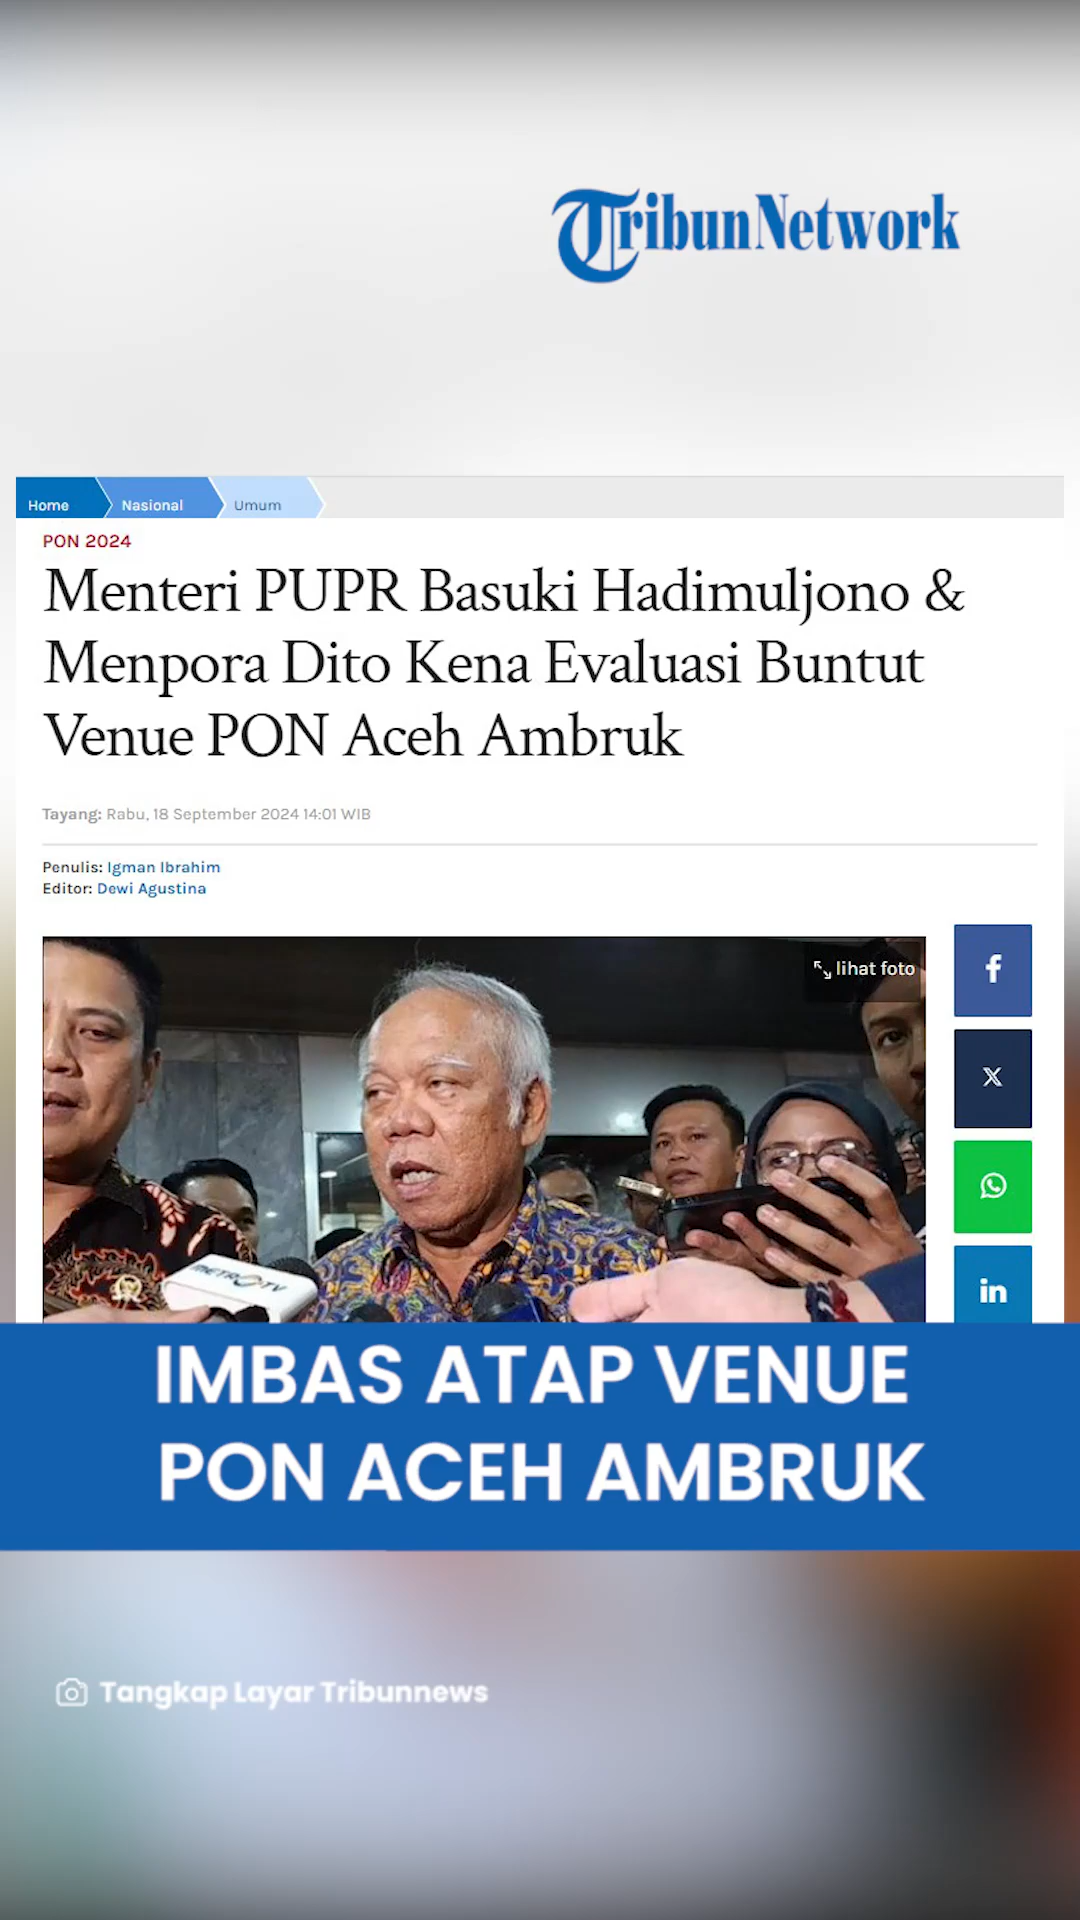 TribunNetwork
Home
Nasional
Umum
PON 2024
Menteri PUPR Basuki Hadimuljono &
Menpora Dito Kena Evaluasi Buntut
Venue PON Aceh Ambruk
Tayang: Rabu, 18 September 2024 14:01 WIB
Penulis: Igman Ibrahim
Editor: Dewi Agustina
lihat foto
METRO TV
IMBAS ATAP VENUE
PON ACEH AMBRUK
Tangkap Layar Tribunnews